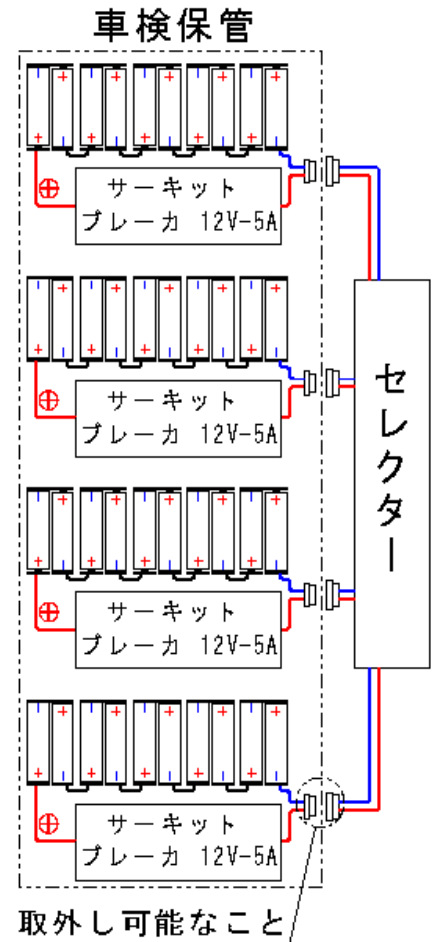 車検保管
サーキット
ブレーカ 12V-5A
サーキット
ブレーカ 12V-5A
セレクター
サーキット
ブレーカ 12V-5A
サーキット
ブレーカ 12V-5A
取外し可能なこと